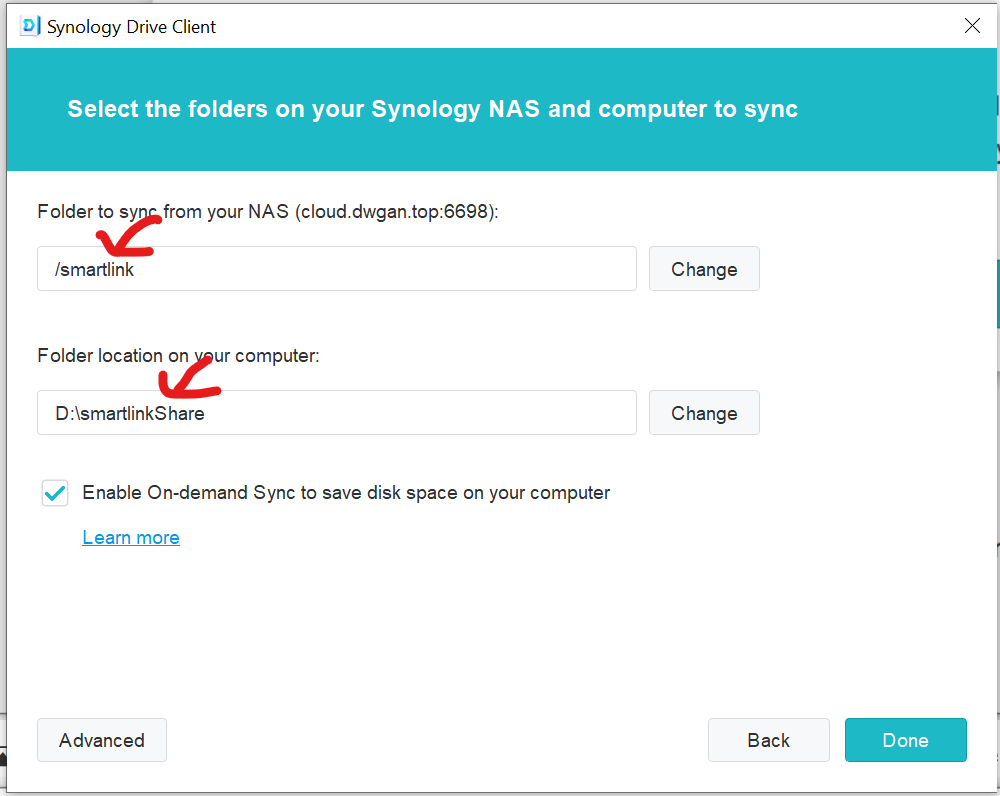 Synology Drive Client
Select the folders on your Synology NAS and computer to sync
Folder to sync from your NAS (cloud.dwgan.top:6698):
/smartlink
Change
Folder location on your computer:
D:\smartlinkShare
Change
Enable On-demand Sync to save disk space on your computer
Learn more
Advanced
Back
Done